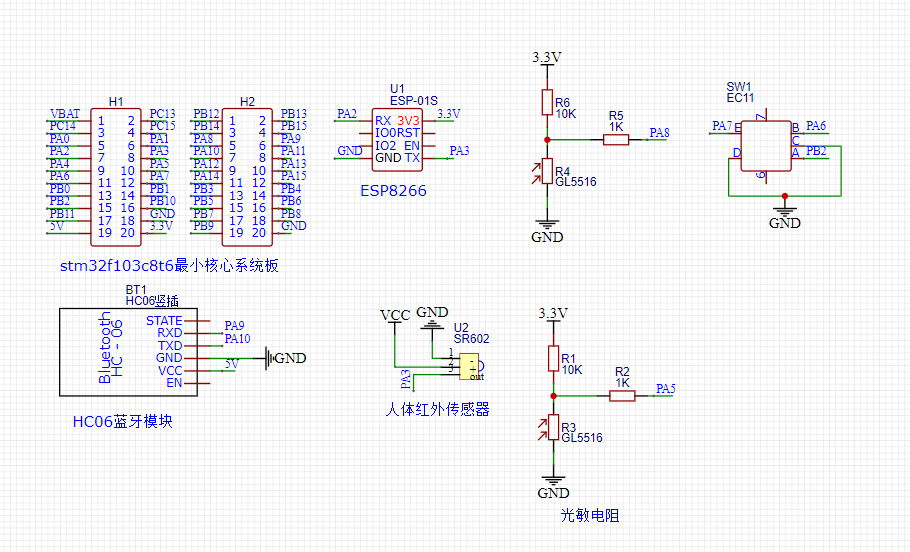 H1
VBAT 1 2 PC13
PC14 3 4 PC15
PA0 5 6 PA1
PA2 7 8 PA3
PA4 9 10 PA5
PA6 11 12 PA7
PB0 13 14 PB1
PB2 15 16 PB10
PB11 17 18 GND
5V 19 20 3.3V
H2
PB12 1 2 PB13
PB14 3 4 PB15
PA8 5 6 PA9
PA10 7 8 PA11
PA12 9 10 PA13
PA14 11 12 PA15
PB3 13 14 PB4
PB5 15 16 PB6
PB7 17 18 PB8
PB9 19 20 GND
stm32f103c8t6最小核心系统板
U1
ESP-01S
PA2 RX 3V3 3.3V
IO0 RST
IO2 EN
GND GND TX PA3
ESP8266
3.3V
R6
10K
R5
1K
PA8
R4
GL5516
GND
SW1
EC11
7
PA7 E B PA6
C
D A PB2
6
GND
BT1
HC06竖插
Bluetooth
HC - 06
STATE
RXD PA9
TXD PA10
GND GND
VCC 5V
EN
HC06蓝牙模块
VCC GND
U2
SR602
1
2
3
-
+
out
PA3
人体红外传感器
3.3V
R1
10K
R2
1K
PA5
R3
GL5516
GND
光敏电阻